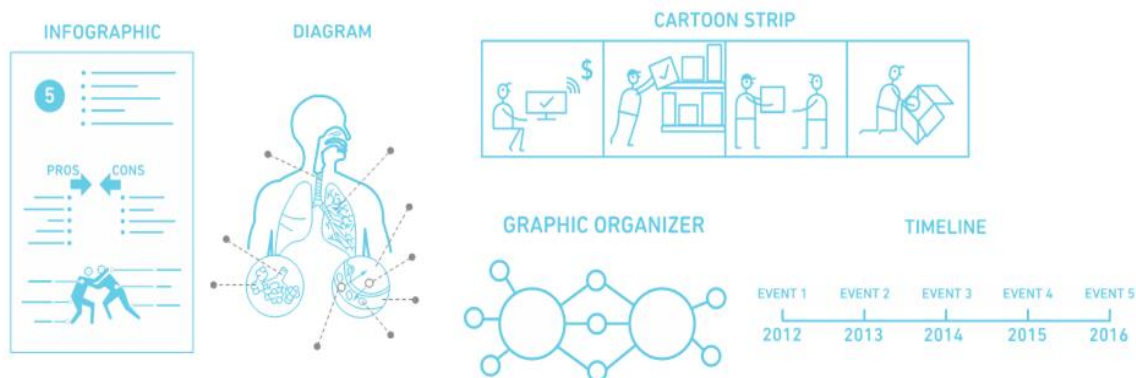 INFOGRAPHIC
5
PROS
CONS
DIAGRAM
CARTOON STRIP
$
GRAPHIC ORGANIZER
TIMELINE
EVENT 1 EVENT 2 EVENT 3 EVENT 4 EVENT 5
2012 2013 2014 2015 2016